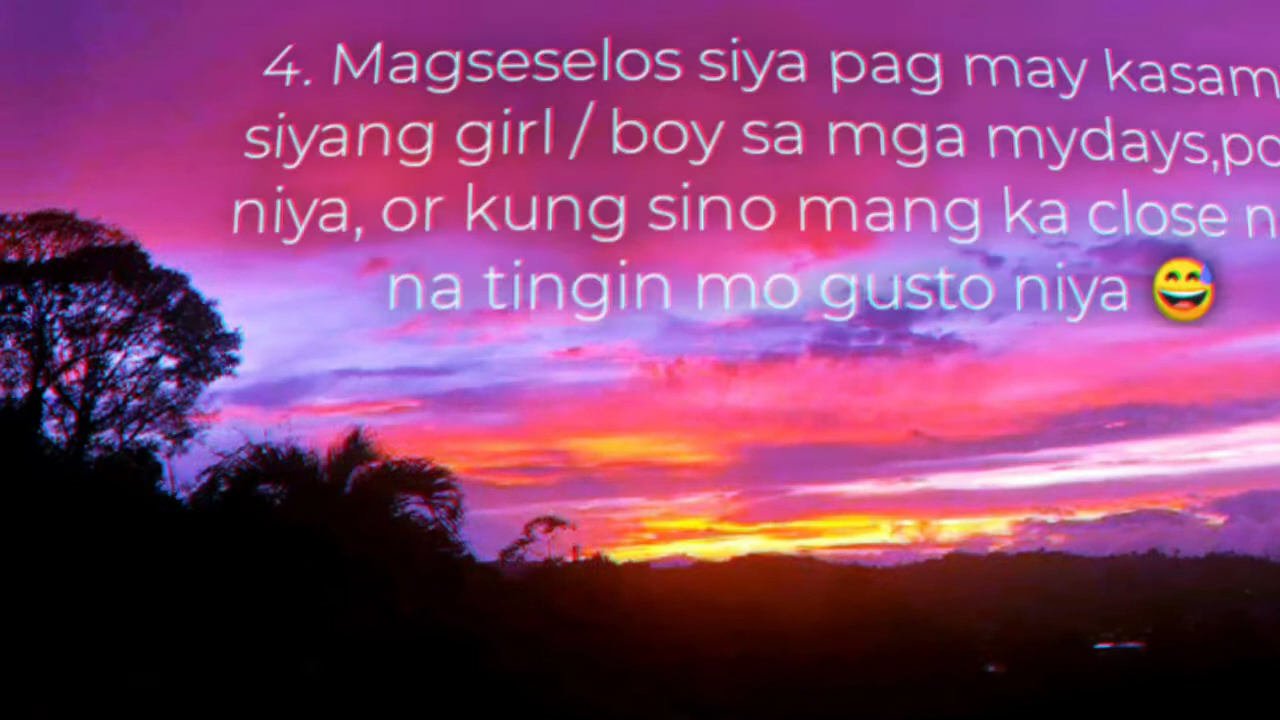 4. Magseselos siya pag may
siyang girl / boy sa mga mydays,
niya, or kung sino mang ka close
na tingin mo gusto niya 😅